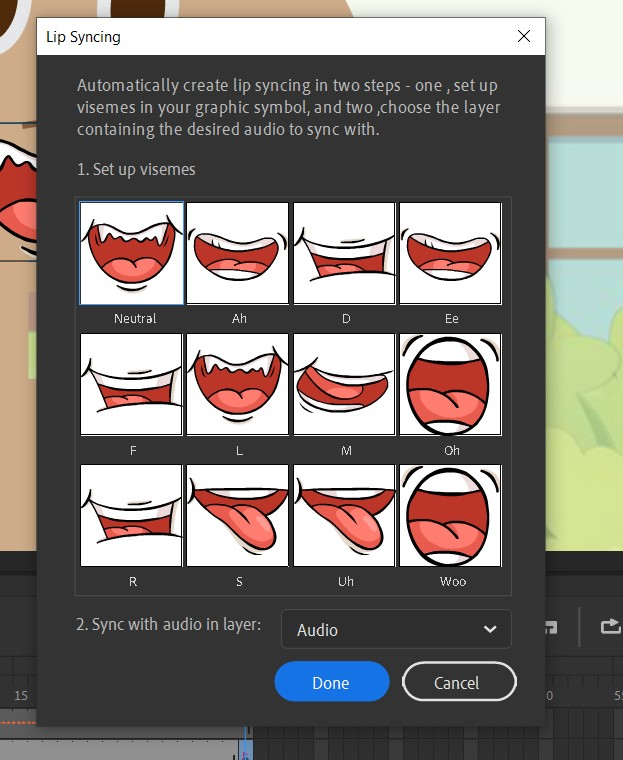 Lip Syncing
Automatically create lip syncing in two steps - one , set up
visemes in your graphic symbol, and two ,choose the layer
containing the desired audio to sync with.
1. Set up visemes
Neutral Ah D Ee
F L M Oh
R S Uh Woo
2. Sync with audio in layer: Audio
Done Cancel
15